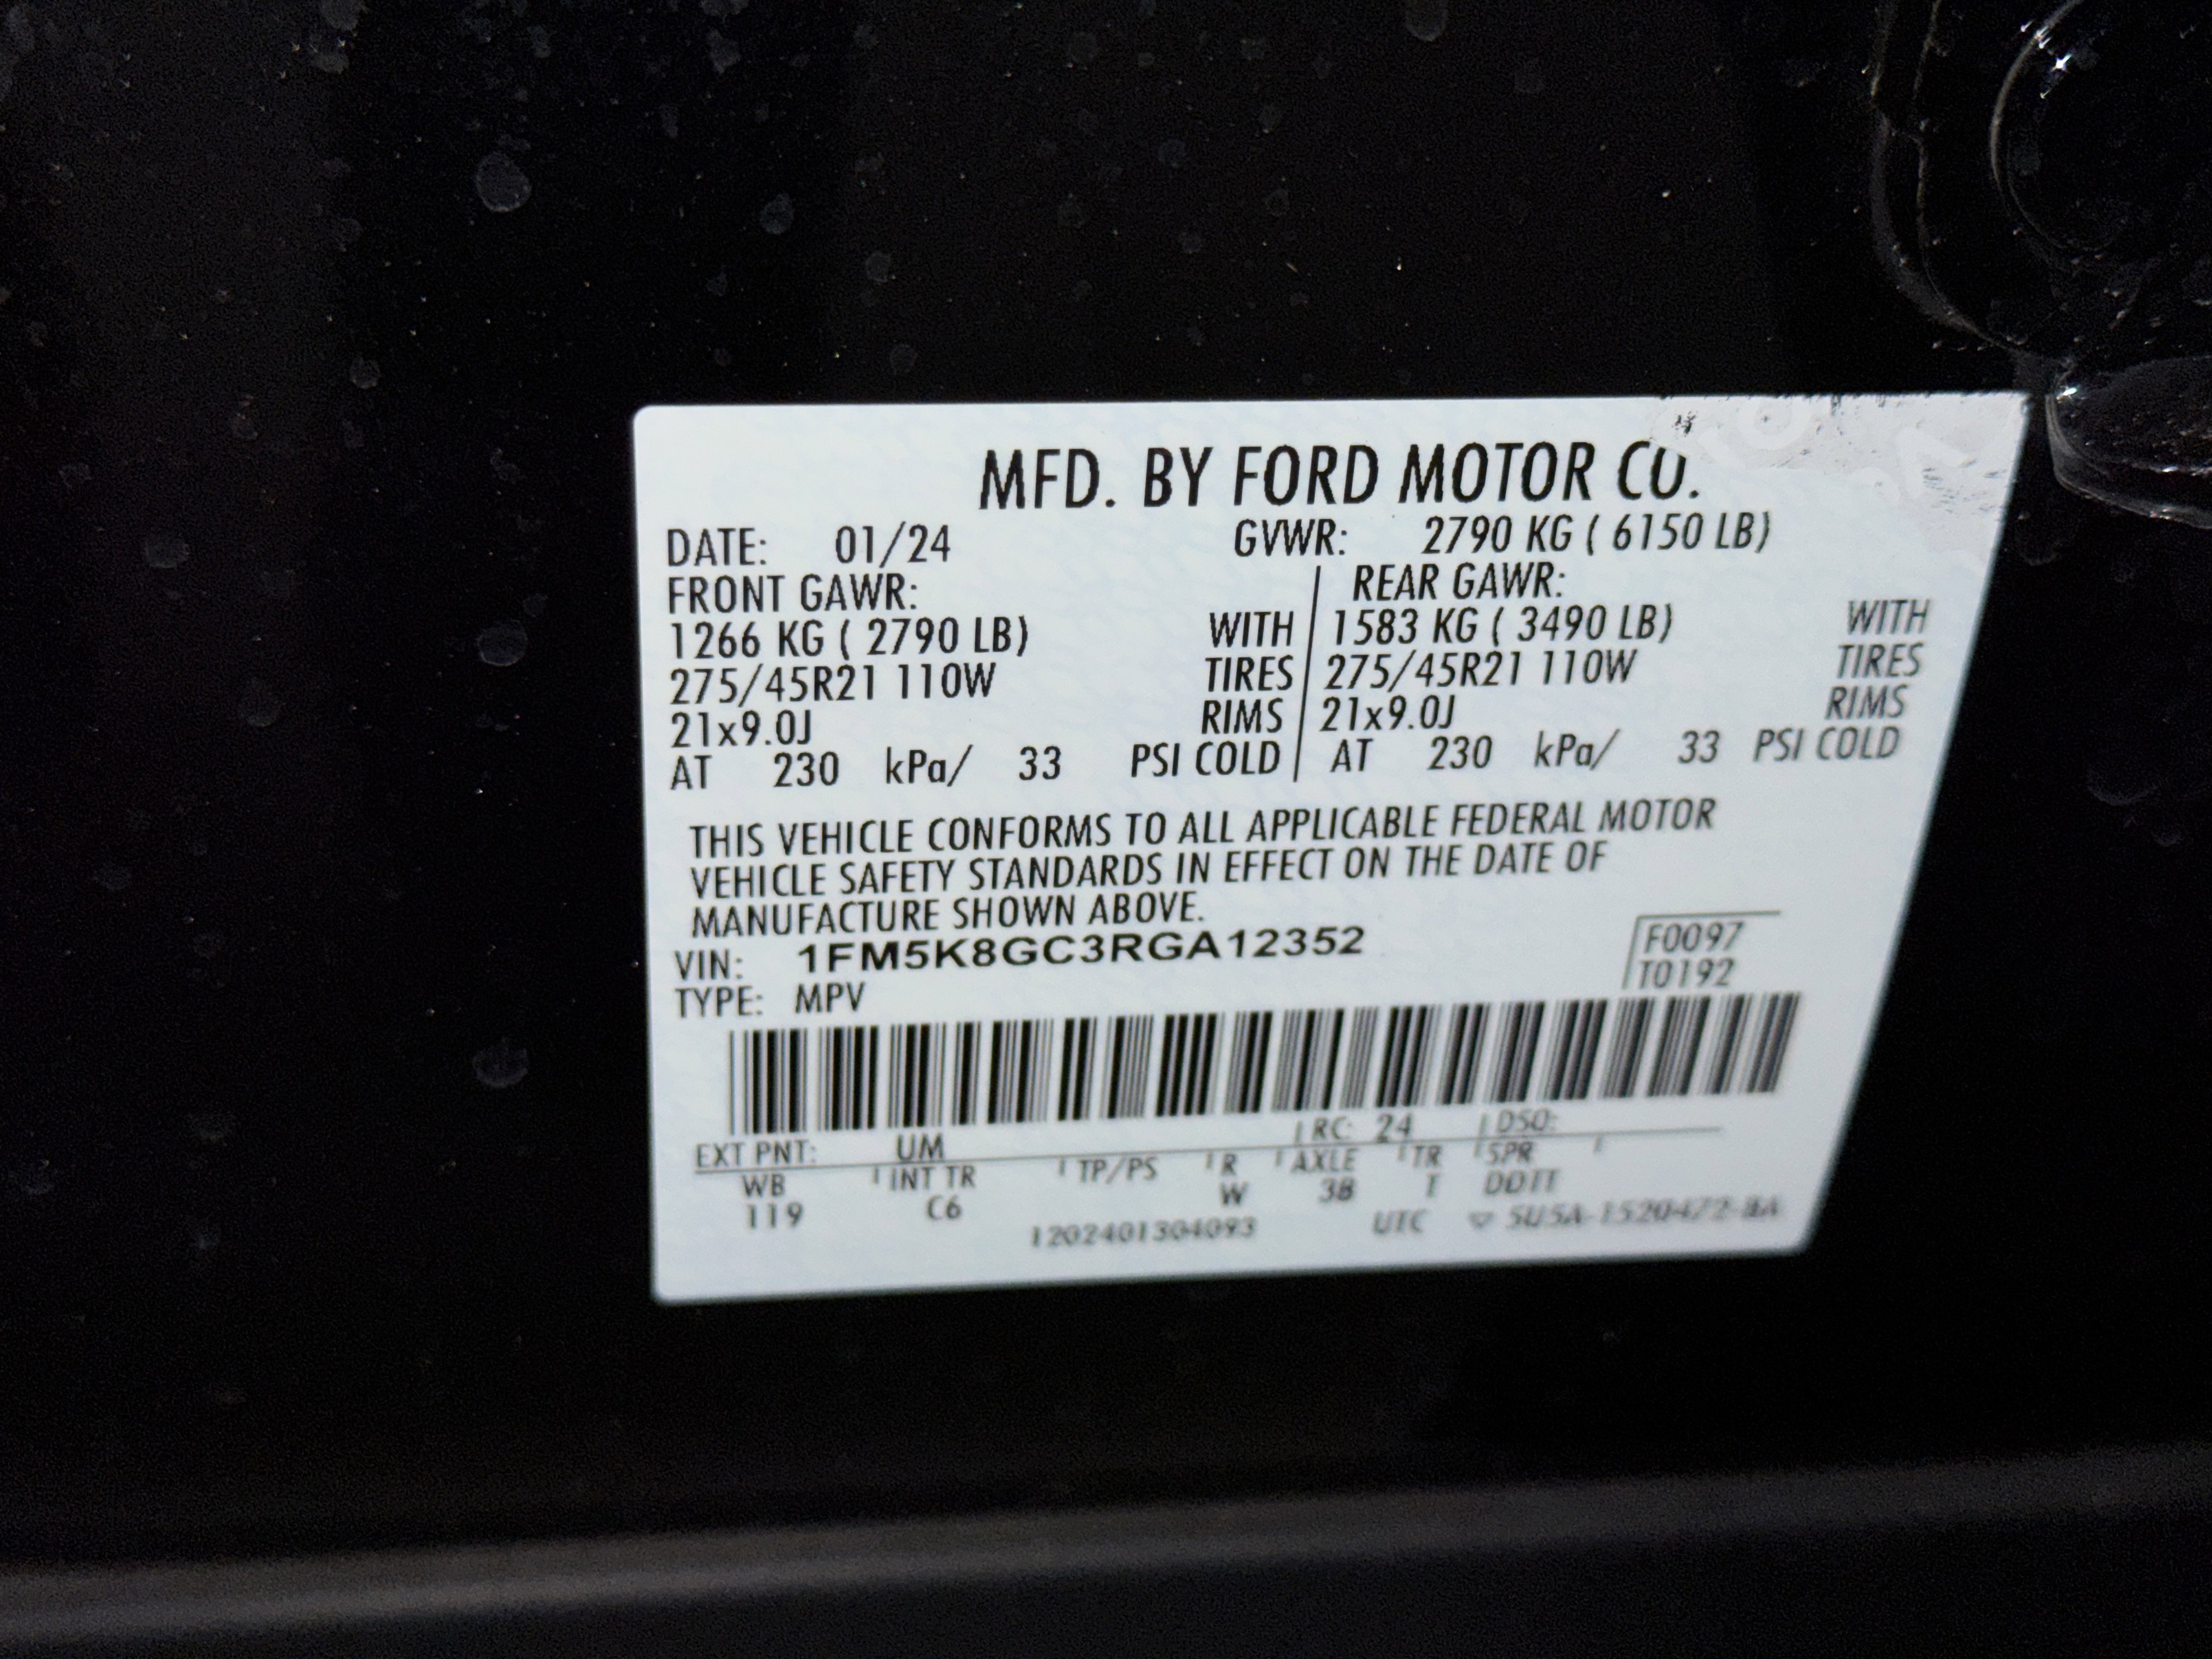 MFD. BY FORD MOTOR CO.
DATE: 01/24 GVWR: 2790 KG ( 6150 LB)
FRONT GAWR: REAR GAWR:
1266 KG ( 2790 LB) WITH 1583 KG ( 3490 LB) WITH
275/45R21 110W TIRES 275/45R21 110W TIRES
21x9.0J RIMS 21x9.0J RIMS
AT 230 kPa/ 33 PSI COLD AT 230 kPa/ 33 PSI COLD
THIS VEHICLE CONFORMS TO ALL APPLICABLE FEDERAL MOTOR
VEHICLE SAFETY STANDARDS IN EFFECT ON THE DATE OF
MANUFACTURE SHOWN ABOVE.
VIN: 1FM5K8GC3RGA12352 F0097
TYPE: MPV T0192
EXT PNT: UM RC: 24 DSO:
WB INT TR TP/PS R AXLE TR SPR
119 C6 W 3B T
1202401304093 UTC